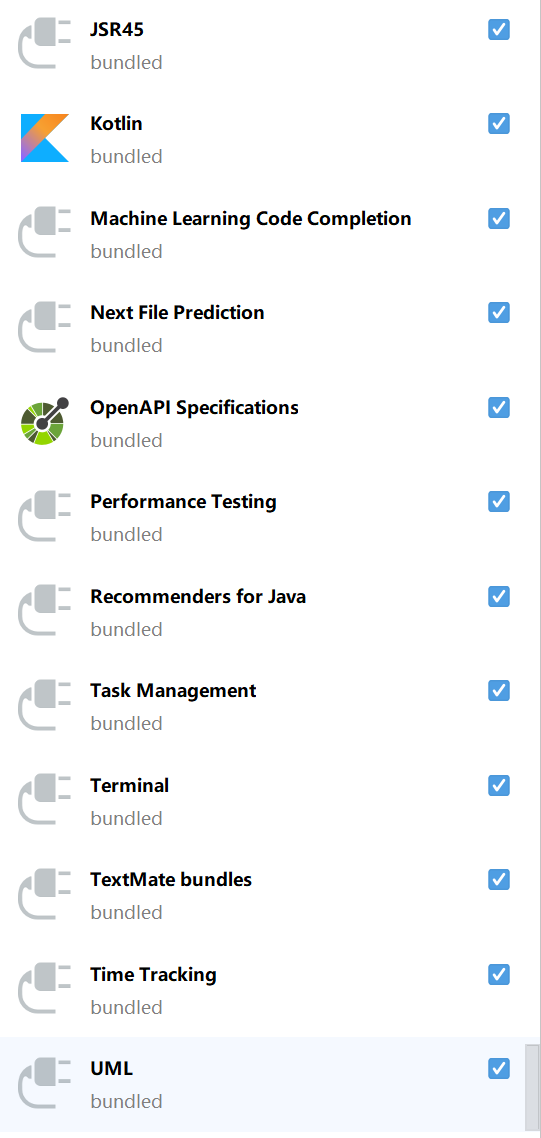 JSR45
bundled
Kotlin
bundled
Machine Learning Code Completion
bundled
Next File Prediction
bundled
OpenAPI Specifications
bundled
Performance Testing
bundled
Recommenders for Java
bundled
Task Management
bundled
Terminal
bundled
TextMate bundles
bundled
Time Tracking
bundled
UML
bundled